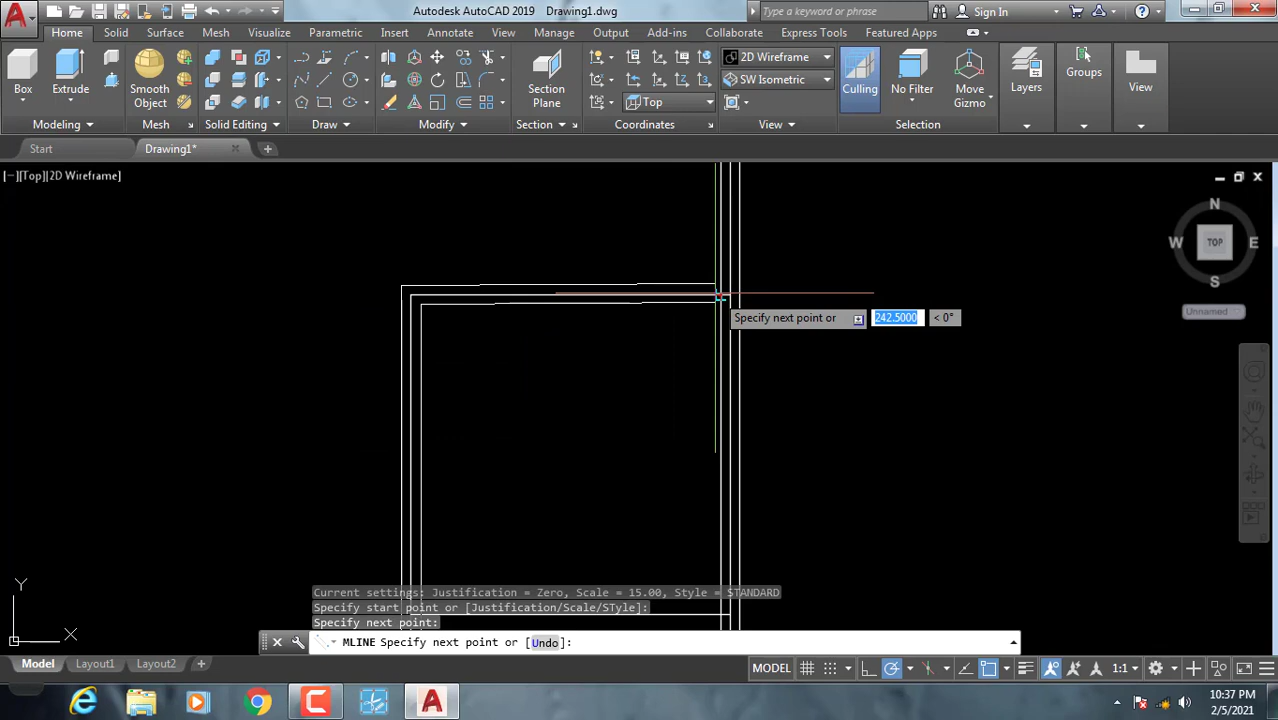 Autodesk AutoCAD 2019 Drawing1.dwg
Type a keyword or phrase
Sign In
Home Solid Surface Mesh Visualize Parametric Insert Annotate View Manage Output Add-ins Collaborate Express Tools Featured Apps
Box
Extrude
Smooth
Object
Section
Plane
2D Wireframe
SW Isometric
Top
Culling
No Filter
Move
Gizmo
Layers
Groups
View
Modeling
Mesh
Solid Editing
Draw
Modify
Section
Coordinates
View
Selection
Start
Drawing1*
[−][Top][2D Wireframe]
N
W
TOP
E
S
Unnamed
Specify next point or
242.5000
< 0°
Y
X
Current settings: Justification = Zero, Scale = 15.00, Style = STANDARD
Specify start point or [Justification/Scale/STyle]:
Specify next point:
MLINE Specify next point or [Undo]:
Model Layout1 Layout2
MODEL
1:1
10:37 PM
2/5/2021